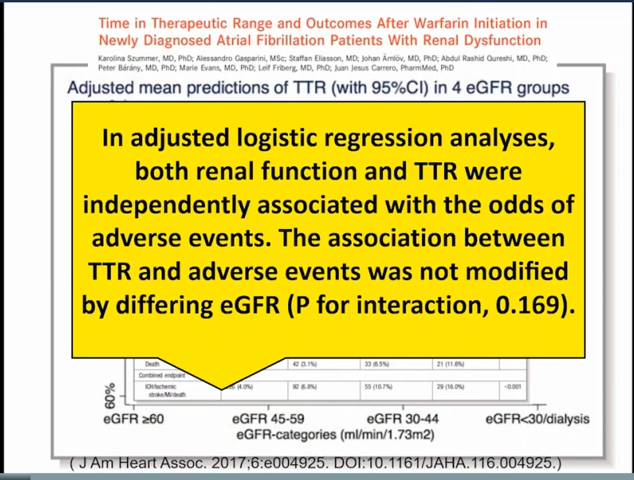 Time in Therapeutic Range and Outcomes After Warfarin Initiation in
Newly Diagnosed Atrial Fibrillation Patients With Renal Dysfunction
Karolina Szummer, MD, PhD; Alessandro Gasparini, MSc; Staffan Eliasson, MD, PhD; Johan Ärnlöv, MD, PhD; Abdul Rashid Qureshi, MD, PhD;
Peter Bárány, MD, PhD; Marie Evans, MD, PhD; Leif Friberg, MD, PhD; Juan Jesus Carrero, PharmMed, PhD
Adjusted mean predictions of TTR (with 95%CI) in 4 eGFR groups
In adjusted logistic regression analyses,
both renal function and TTR were
independently associated with the odds of
adverse events. The association between
TTR and adverse events was not modified
by differing eGFR (P for interaction, 0.169).
Death 42 (3.1%) 33 (6.5%) 21 (11.6%)
Combined endpoint
ICH/ischemic (4.0%) 92 (6.8%) 55 (10.7%) 29 (16.0%) <0.001
stroke/MI/death
60%
eGFR ≥60 eGFR 45-59 eGFR 30-44 eGFR<30/dialysis
eGFR-categories (ml/min/1.73m2)
( J Am Heart Assoc. 2017;6:e004925. DOI:10.1161/JAHA.116.004925.)